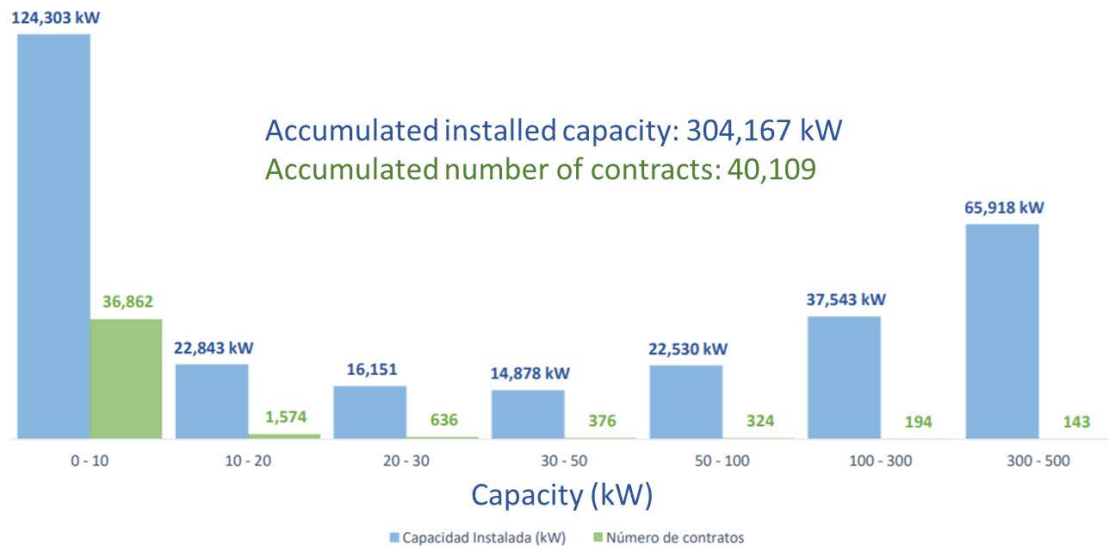 124,303 kW
Accumulated installed capacity: 304,167 kW
Accumulated number of contracts: 40,109
65,918 kW
36,862
37,543 kW
22,843 kW
22,530 kW
16,151
14,878 kW
1,574
636
376
324
194
143
0 - 10
10 - 20
20 - 30
30 - 50
50 - 100
100 - 300
300 - 500
Capacity (kW)
Capacidad Instalada (kW)
Número de contratos